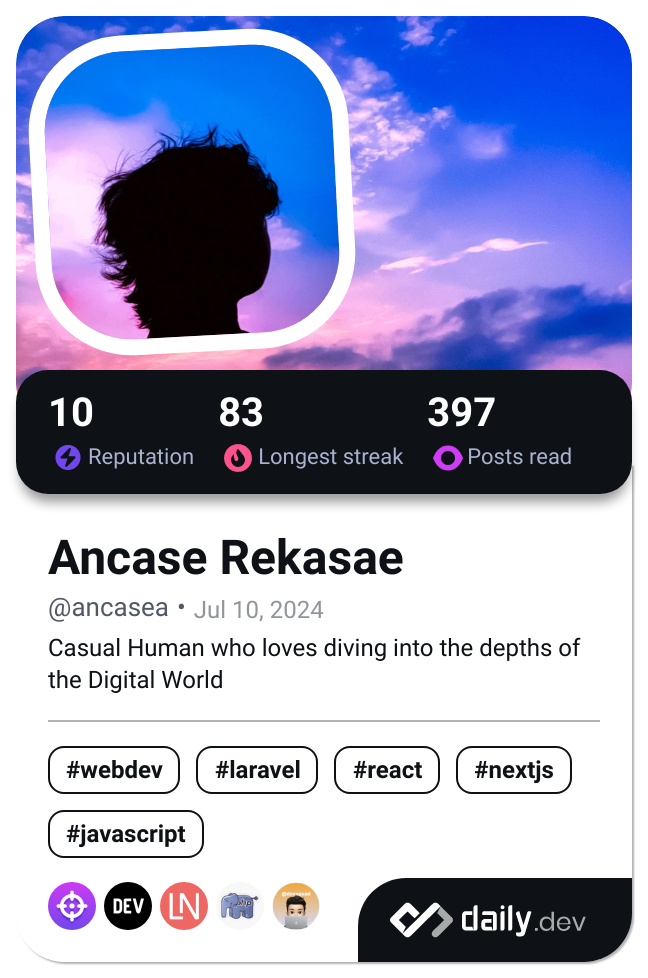 10 83 397
Reputation Longest streak Posts read
Ancase Rekasae
@ancasea • Jul 10, 2024
Casual Human who loves diving into the depths of
the Digital World
#webdev #laravel #react #nextjs
#javascript
DEV LN php
daily.dev